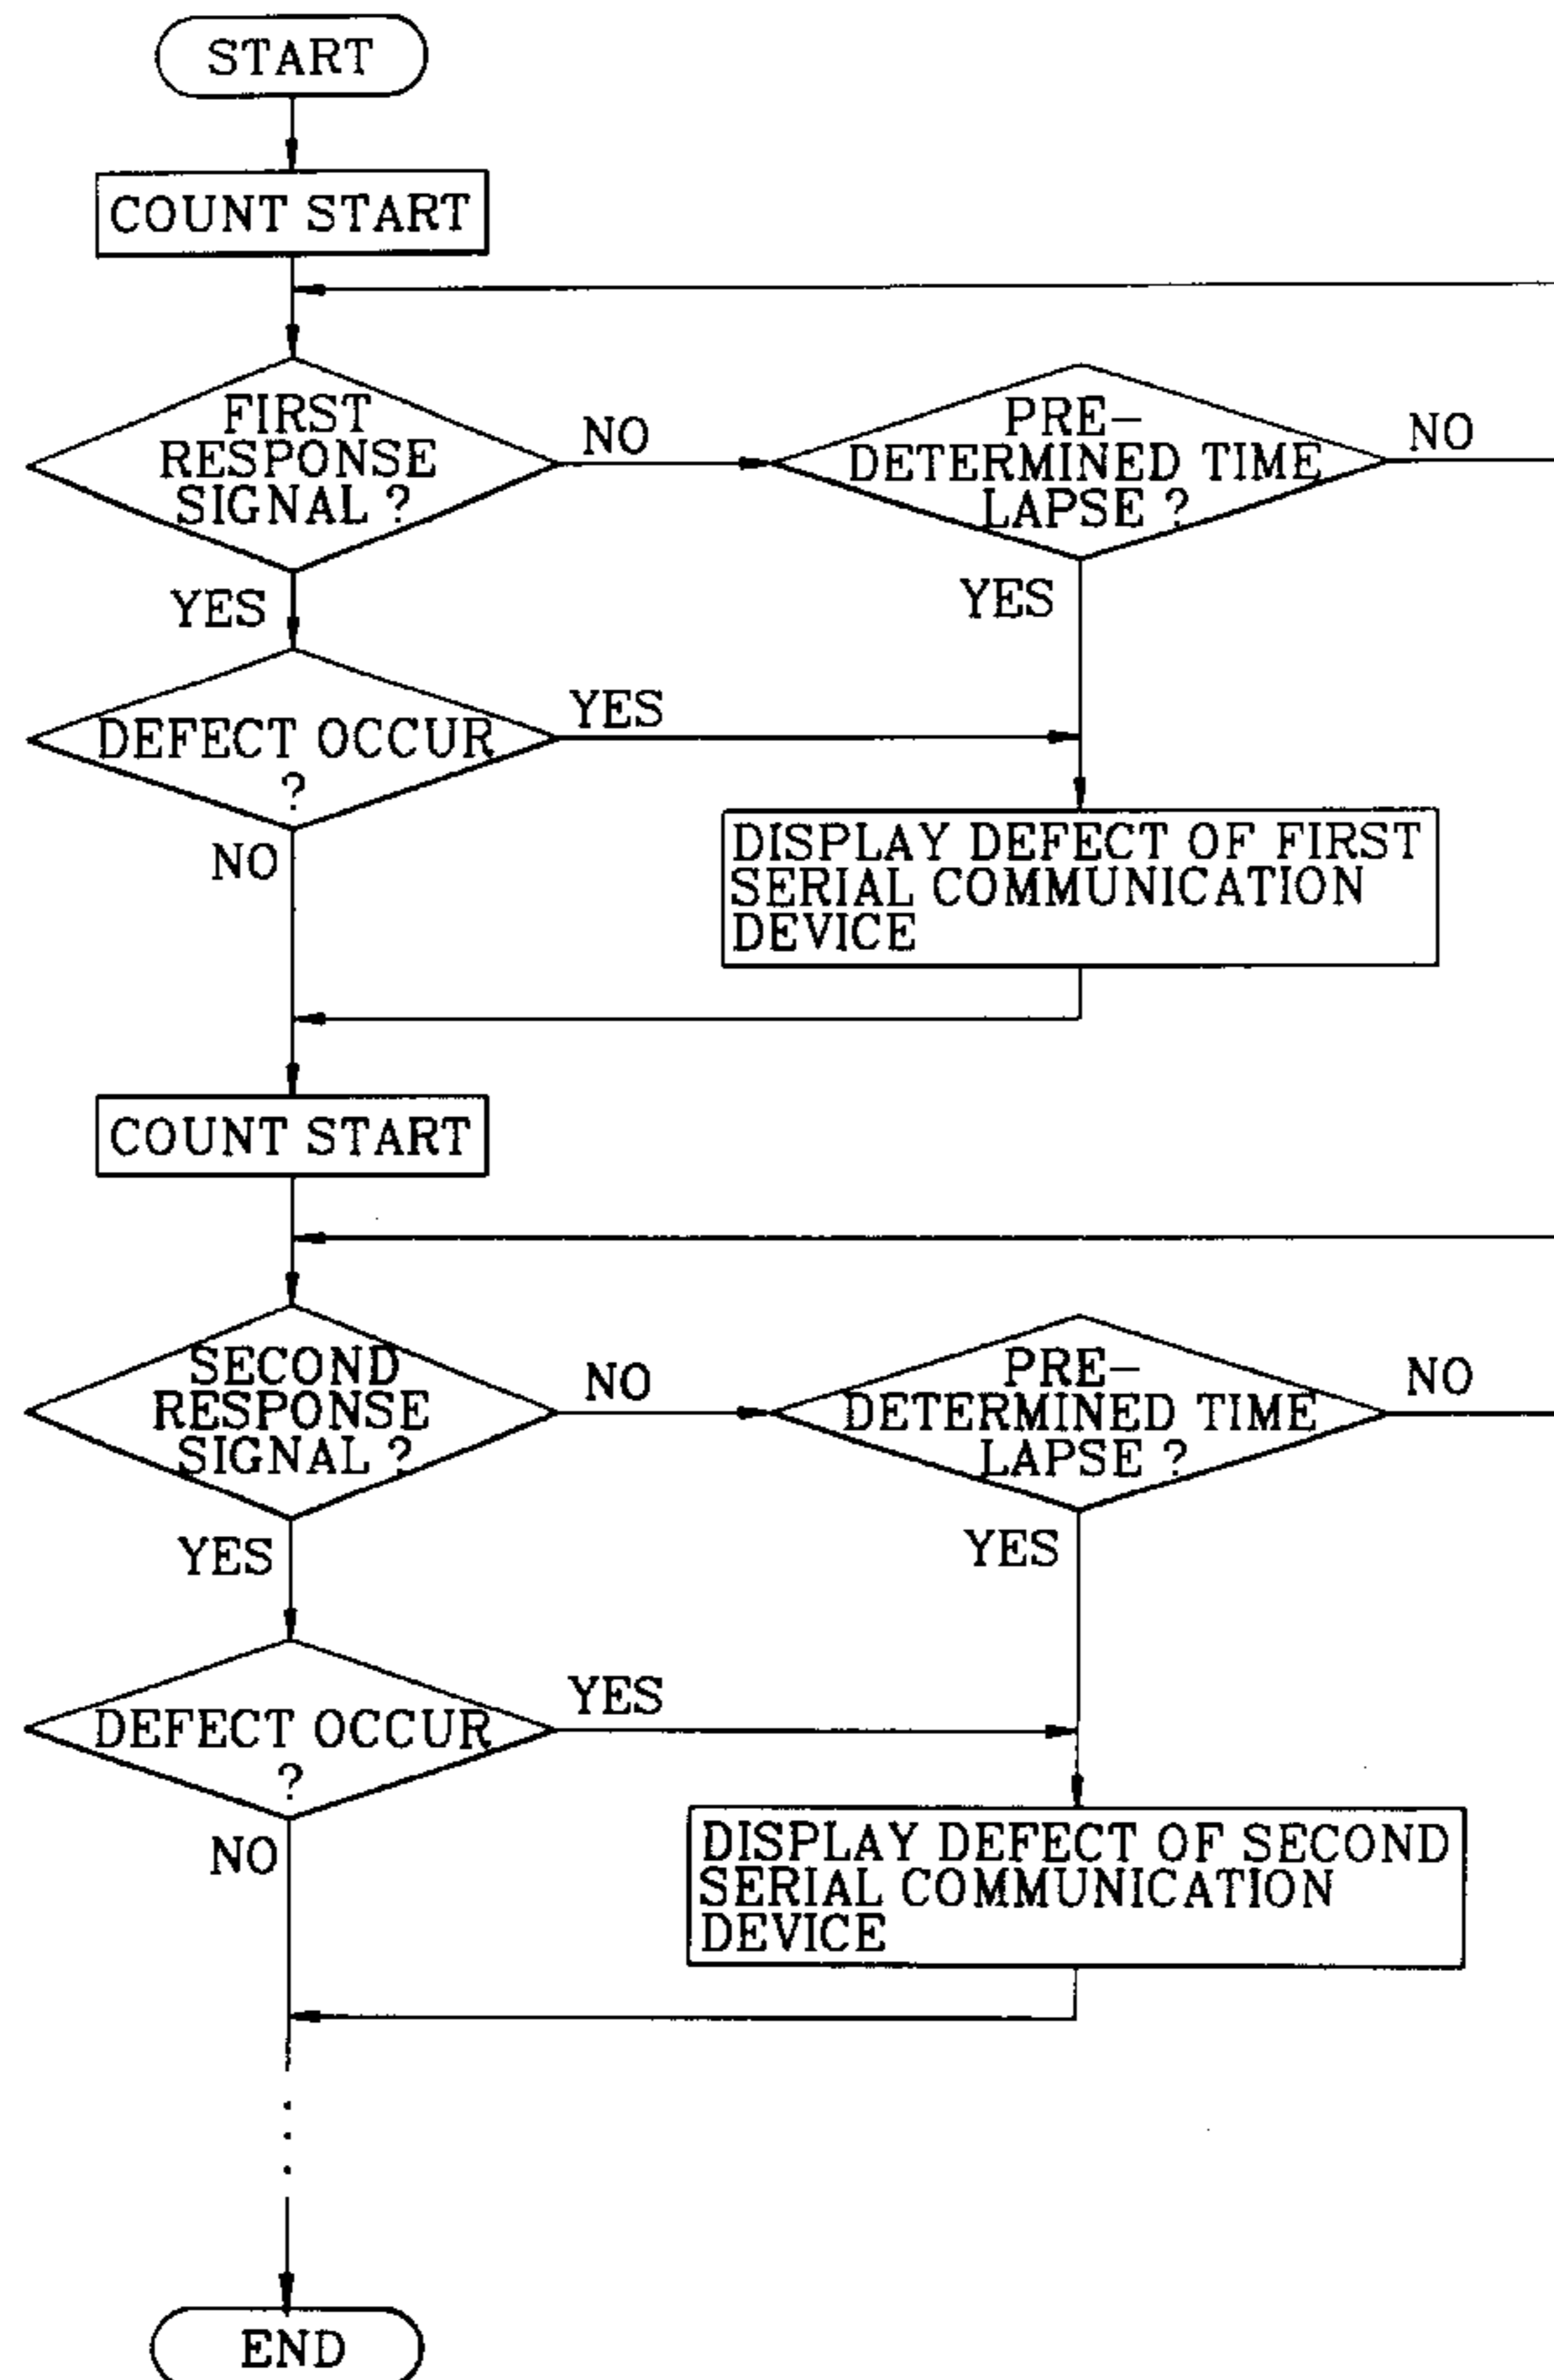 START
COUNT START
FIRST
RESPONSE
SIGNAL ?
NO
PRE-
DETERMINED TIME
LAPSE ?
NO
YES
YES
DEFECT OCCUR
?
YES
NO
DISPLAY DEFECT OF FIRST
SERIAL COMMUNICATION
DEVICE
COUNT START
SECOND
RESPONSE
SIGNAL ?
NO
PRE-
DETERMINED TIME
LAPSE ?
NO
YES
YES
DEFECT OCCUR
?
YES
NO
DISPLAY DEFECT OF SECOND
SERIAL COMMUNICATION
DEVICE
END